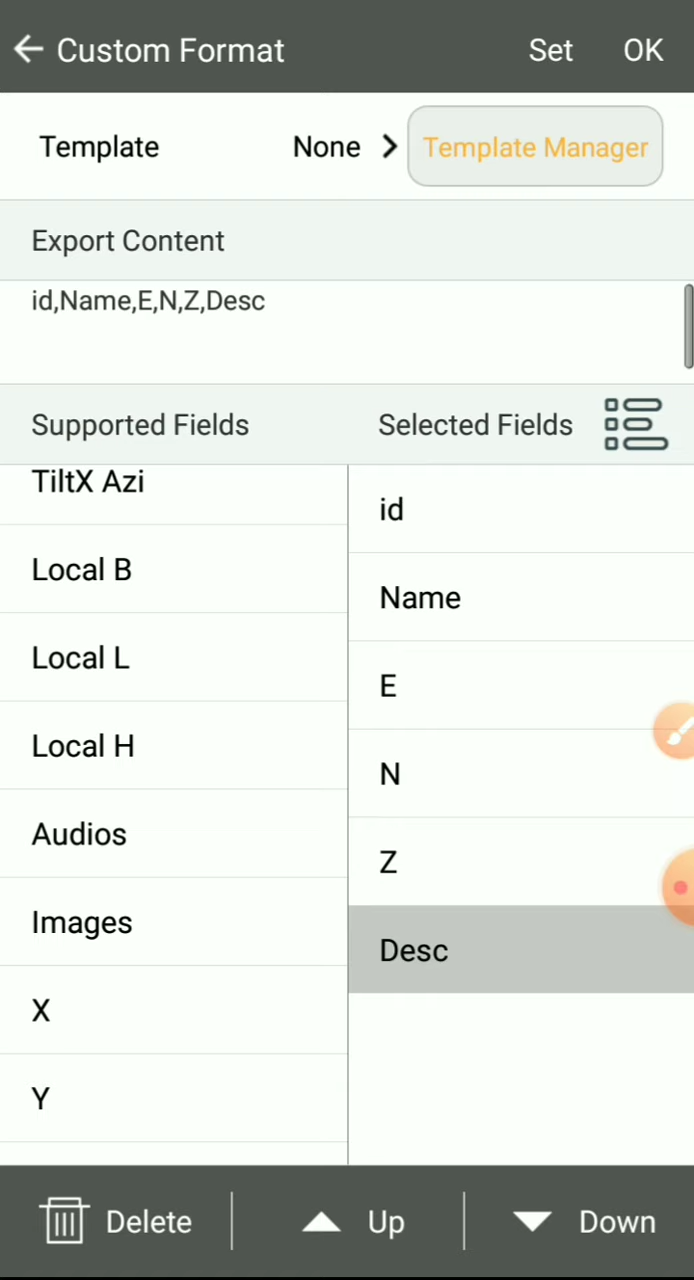 Custom Format Set OK
Template None Template Manager
Export Content
id,Name,E,N,Z,Desc
Supported Fields Selected Fields
TiltX Azi
id
Local B
Name
Local L
E
Local H
N
Audios
Z
Images
Desc
X
Y
Delete Up Down